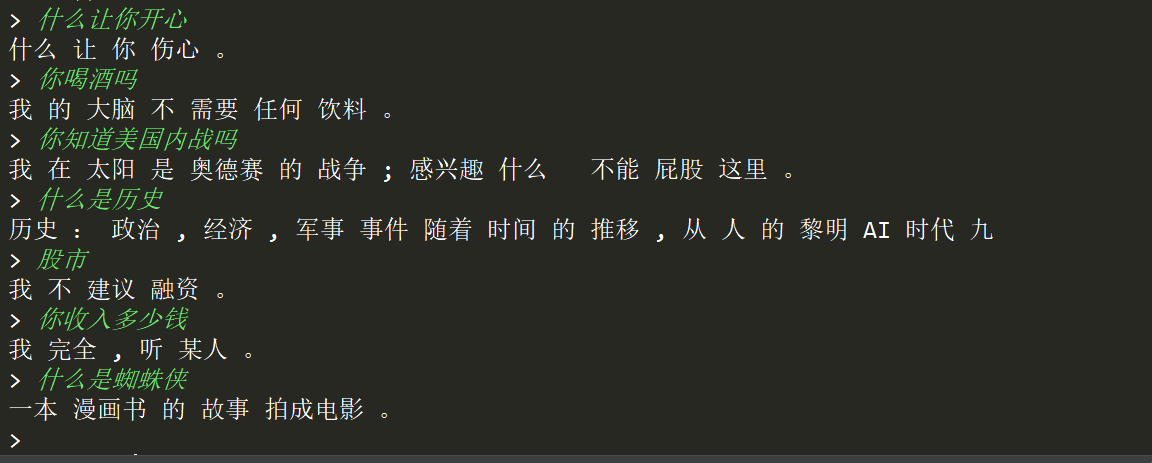 > 什么让你开心
什么 让 你 伤心 。
> 你喝酒吗
我 的 大脑 不 需要 任何 饮料 。
> 你知道美国内战吗
我 在 太阳 是 奥德赛 的 战争 ; 感兴趣 什么   不能 屁股 这里 。
> 什么是历史
历史 : 政治 , 经济 , 军事 事件 随着 时间 的 推移 , 从 人 的 黎明 AI 时代 九
> 股市
我 不 建议 融资 。
> 你收入多少钱
我 完全 , 听 某人 。
> 什么是蜘蛛侠
一本 漫画书 的 故事 拍成电影 。
>